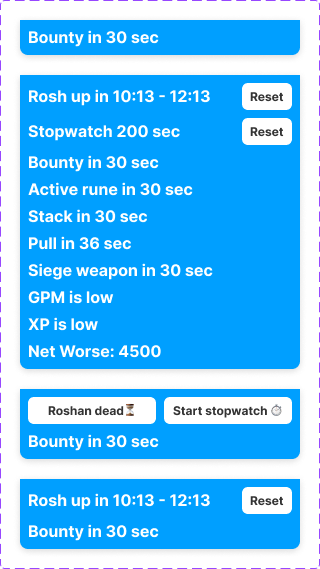 Bounty in 30 sec
Rosh up in 10:13 - 12:13 Reset
Stopwatch 200 sec Reset
Bounty in 30 sec
Active rune in 30 sec
Stack in 30 sec
Pull in 36 sec
Siege weapon in 30 sec
GPM is low
XP is low
Net Worse: 4500
Roshan dead⏳ Start stopwatch ⏱
Bounty in 30 sec
Rosh up in 10:13 - 12:13 Reset
Bounty in 30 sec